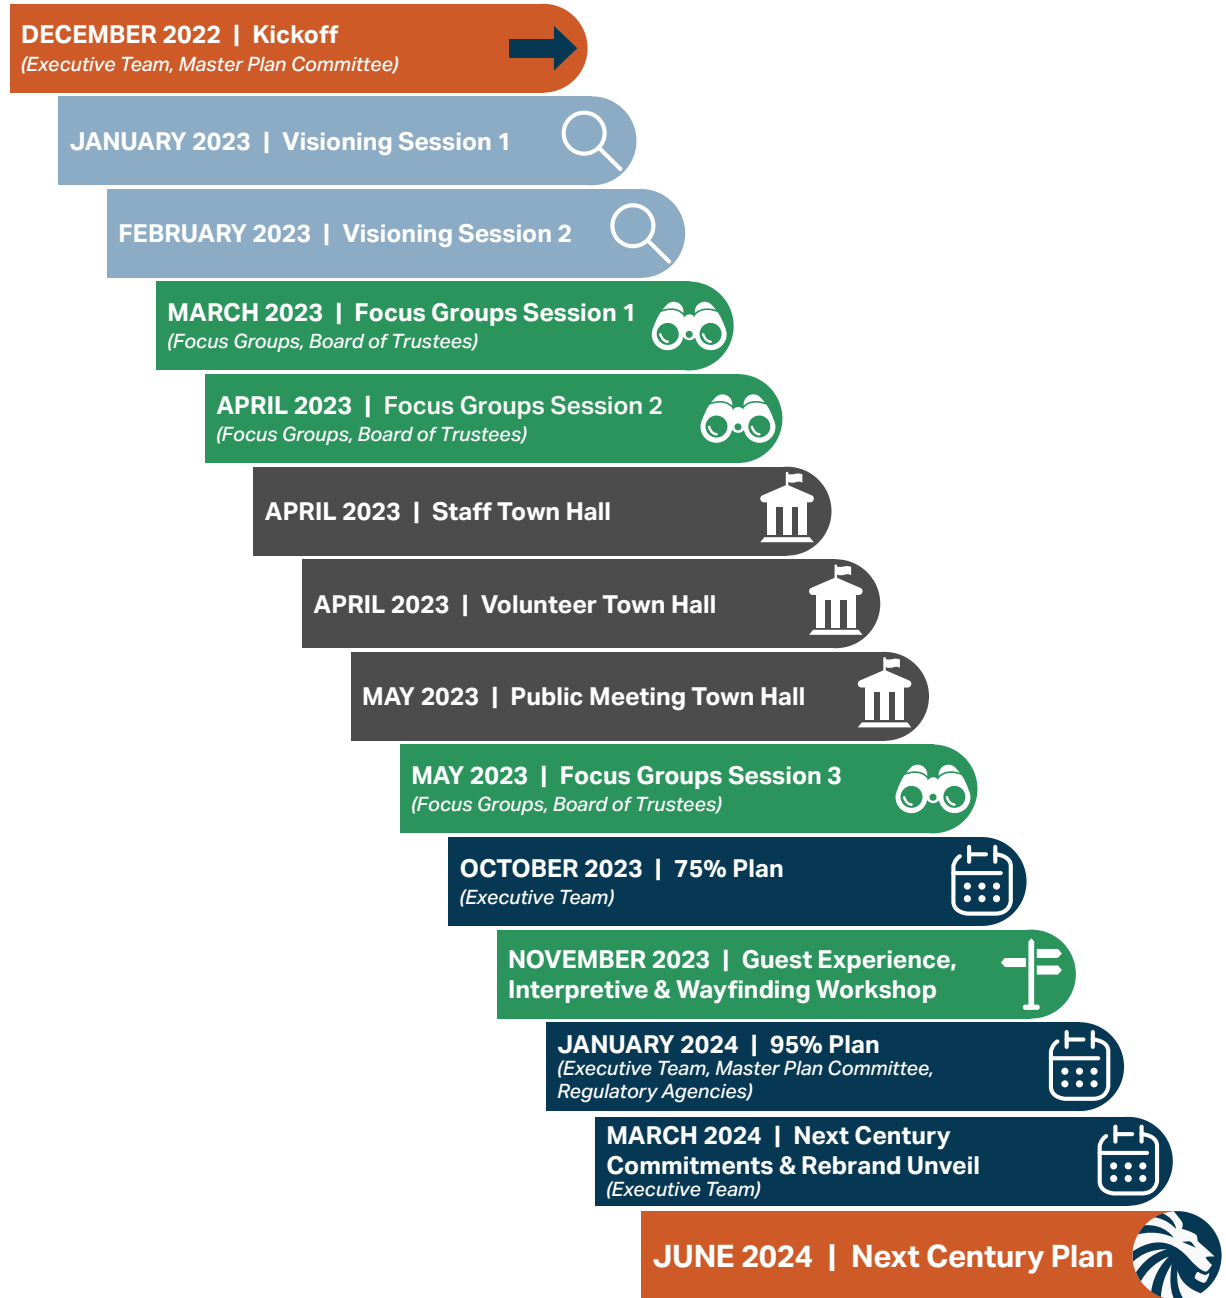 DECEMBER 2022 | Kickoff
(Executive Team, Master Plan Committee)
JANUARY 2023 | Visioning Session 1
FEBRUARY 2023 | Visioning Session 2
MARCH 2023 | Focus Groups Session 1
(Focus Groups, Board of Trustees)
APRIL 2023 | Focus Groups Session 2
(Focus Groups, Board of Trustees)
APRIL 2023 | Staff Town Hall
APRIL 2023 | Volunteer Town Hall
MAY 2023 | Public Meeting Town Hall
MAY 2023 | Focus Groups Session 3
(Focus Groups, Board of Trustees)
OCTOBER 2023 | 75% Plan
(Executive Team)
NOVEMBER 2023 | Guest Experience,
Interpretive & Wayfinding Workshop
JANUARY 2024 | 95% Plan
(Executive Team, Master Plan Committee,
Regulatory Agencies)
MARCH 2024 | Next Century
Commitments & Rebrand Unveil
(Executive Team)
JUNE 2024 | Next Century Plan